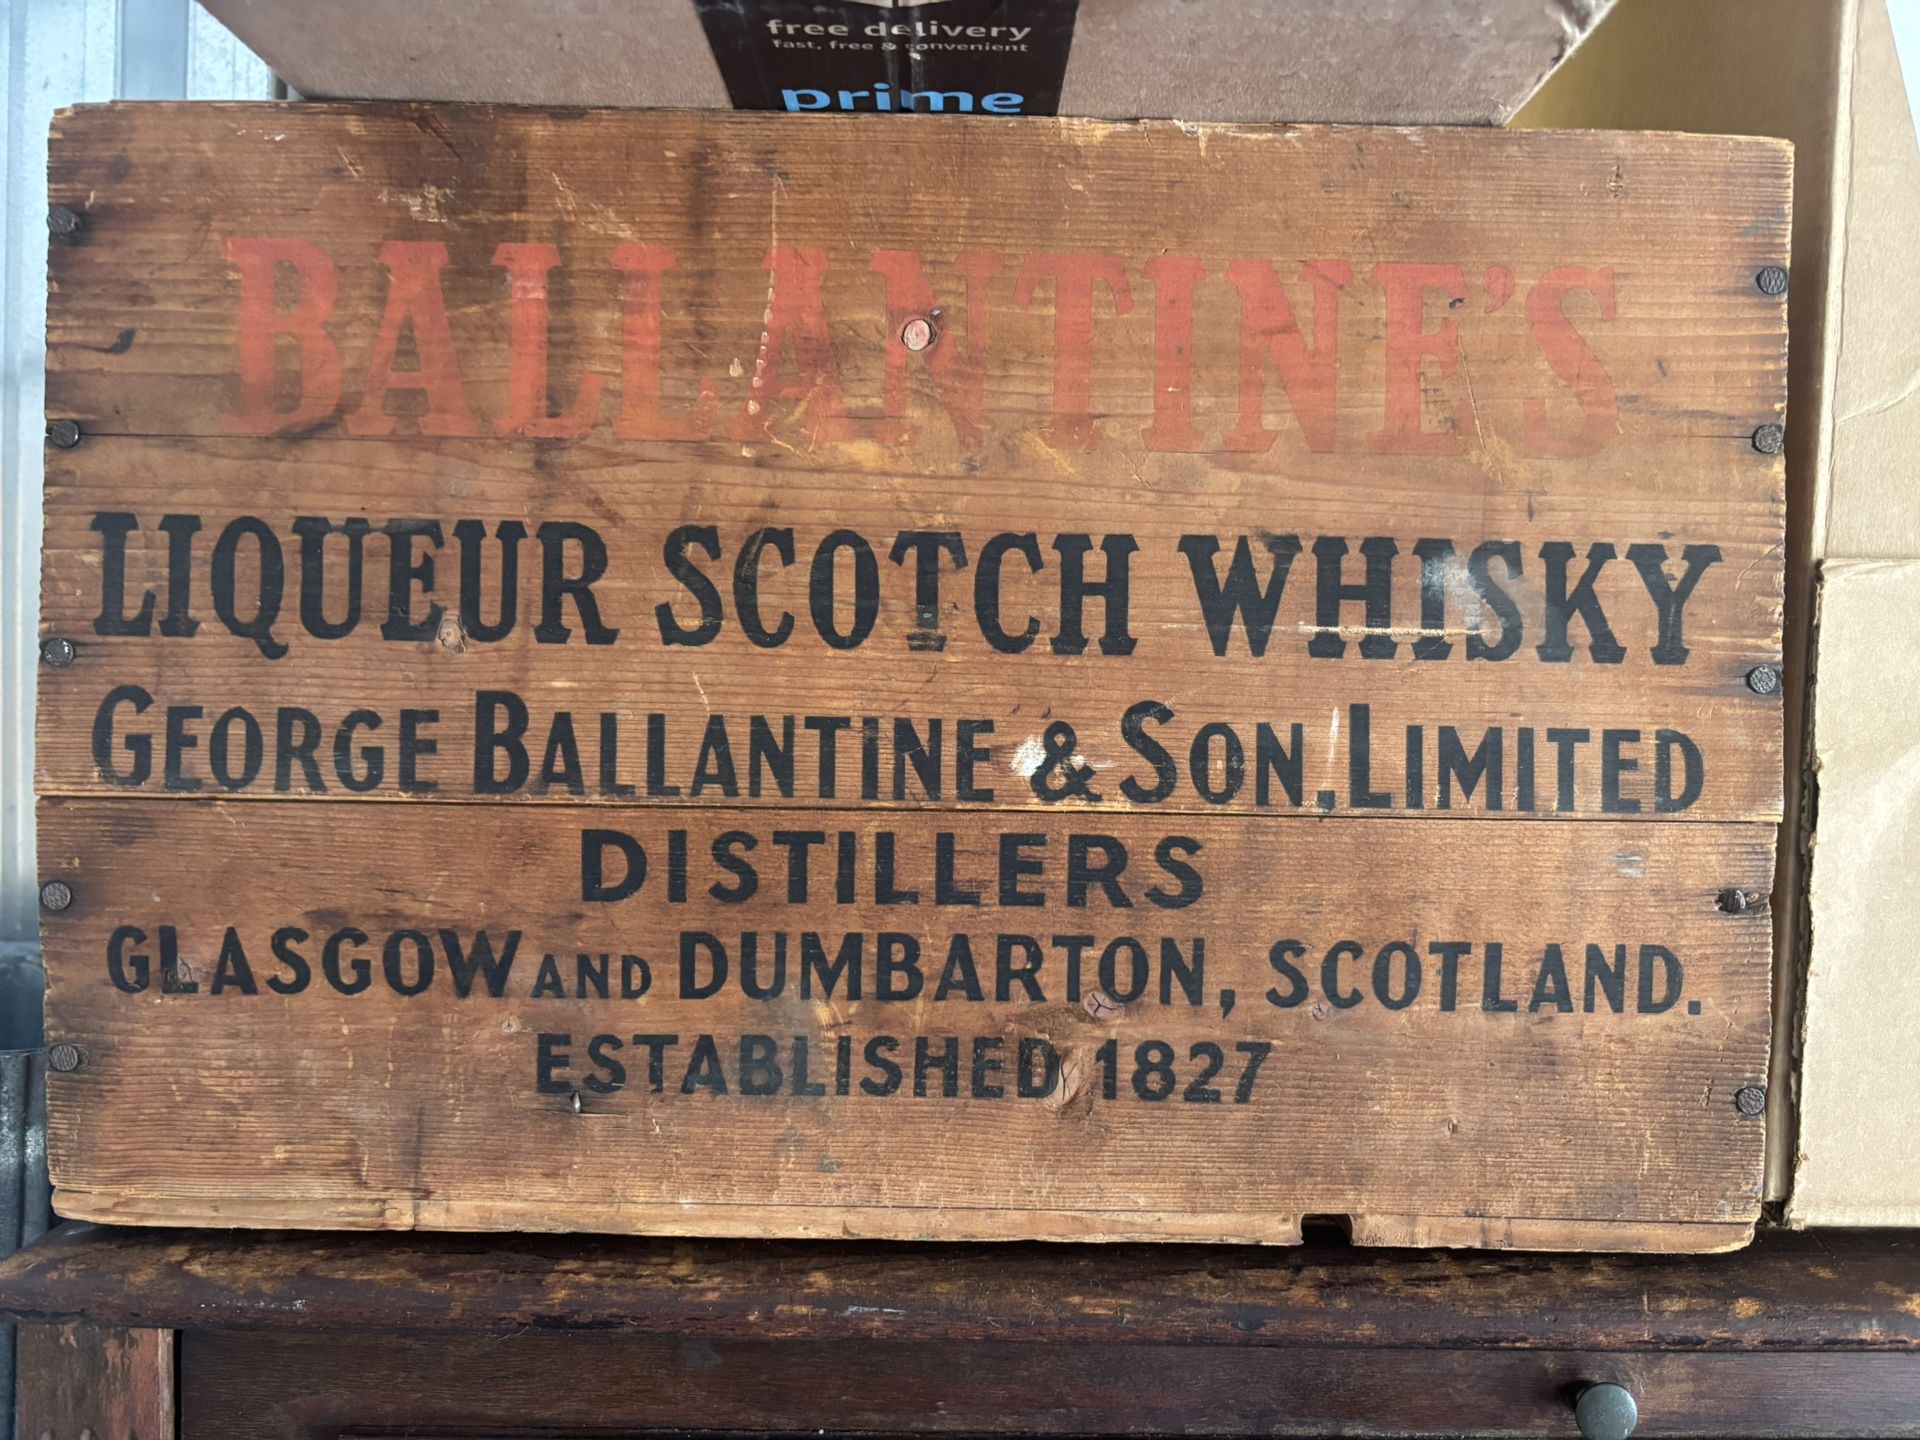 free delivery
fast, free & convenient
prime
BALLANTINE'S
LIQUEUR SCOTCH WHISKY
GEORGE BALLANTINE & SON, LIMITED
DISTILLERS
GLASGOW AND DUMBARTON, SCOTLAND.
ESTABLISHED 1827